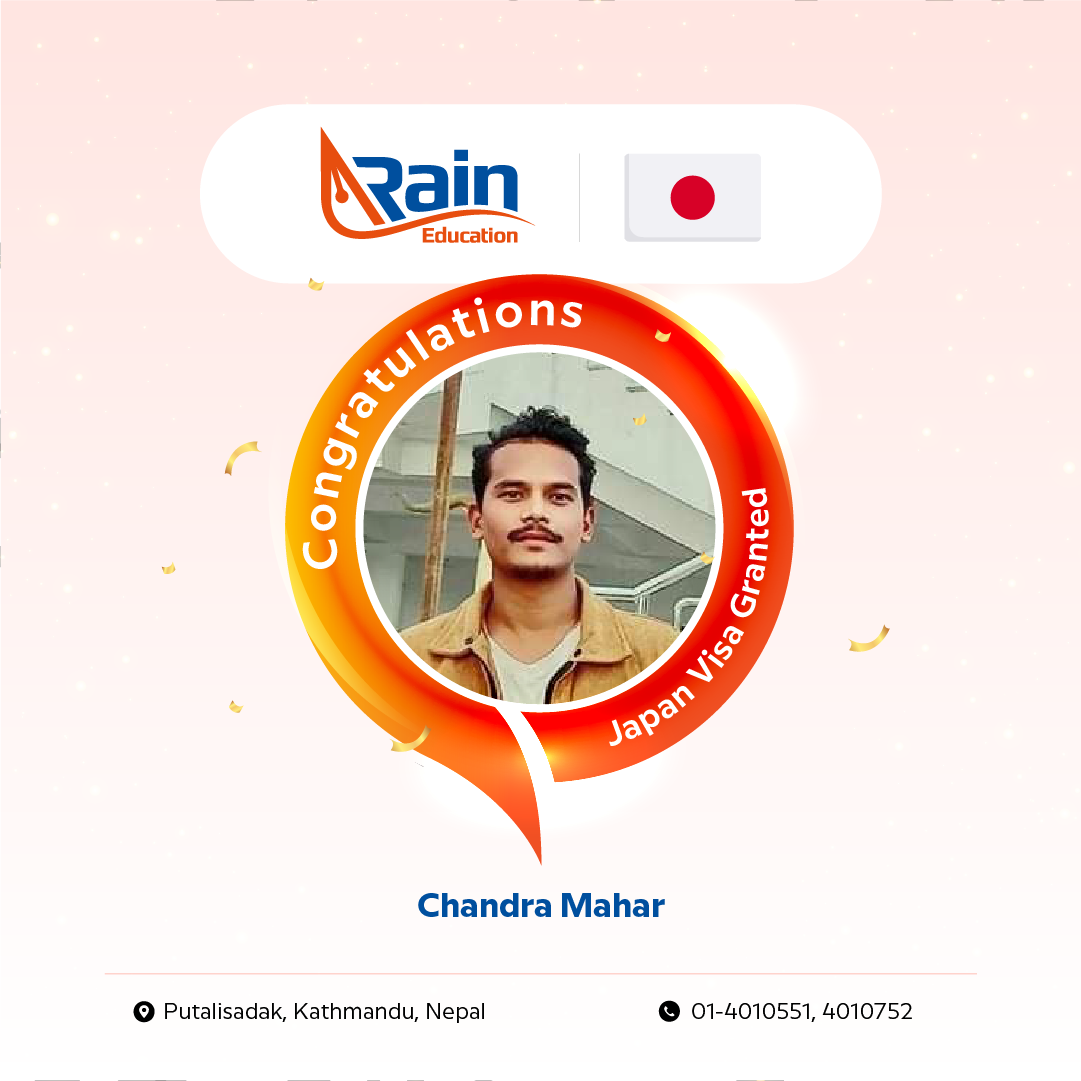 Rain
Education
Congratulations
Japan Visa Granted
Chandra Mahar
Putalisadak, Kathmandu, Nepal
01-4010551, 4010752